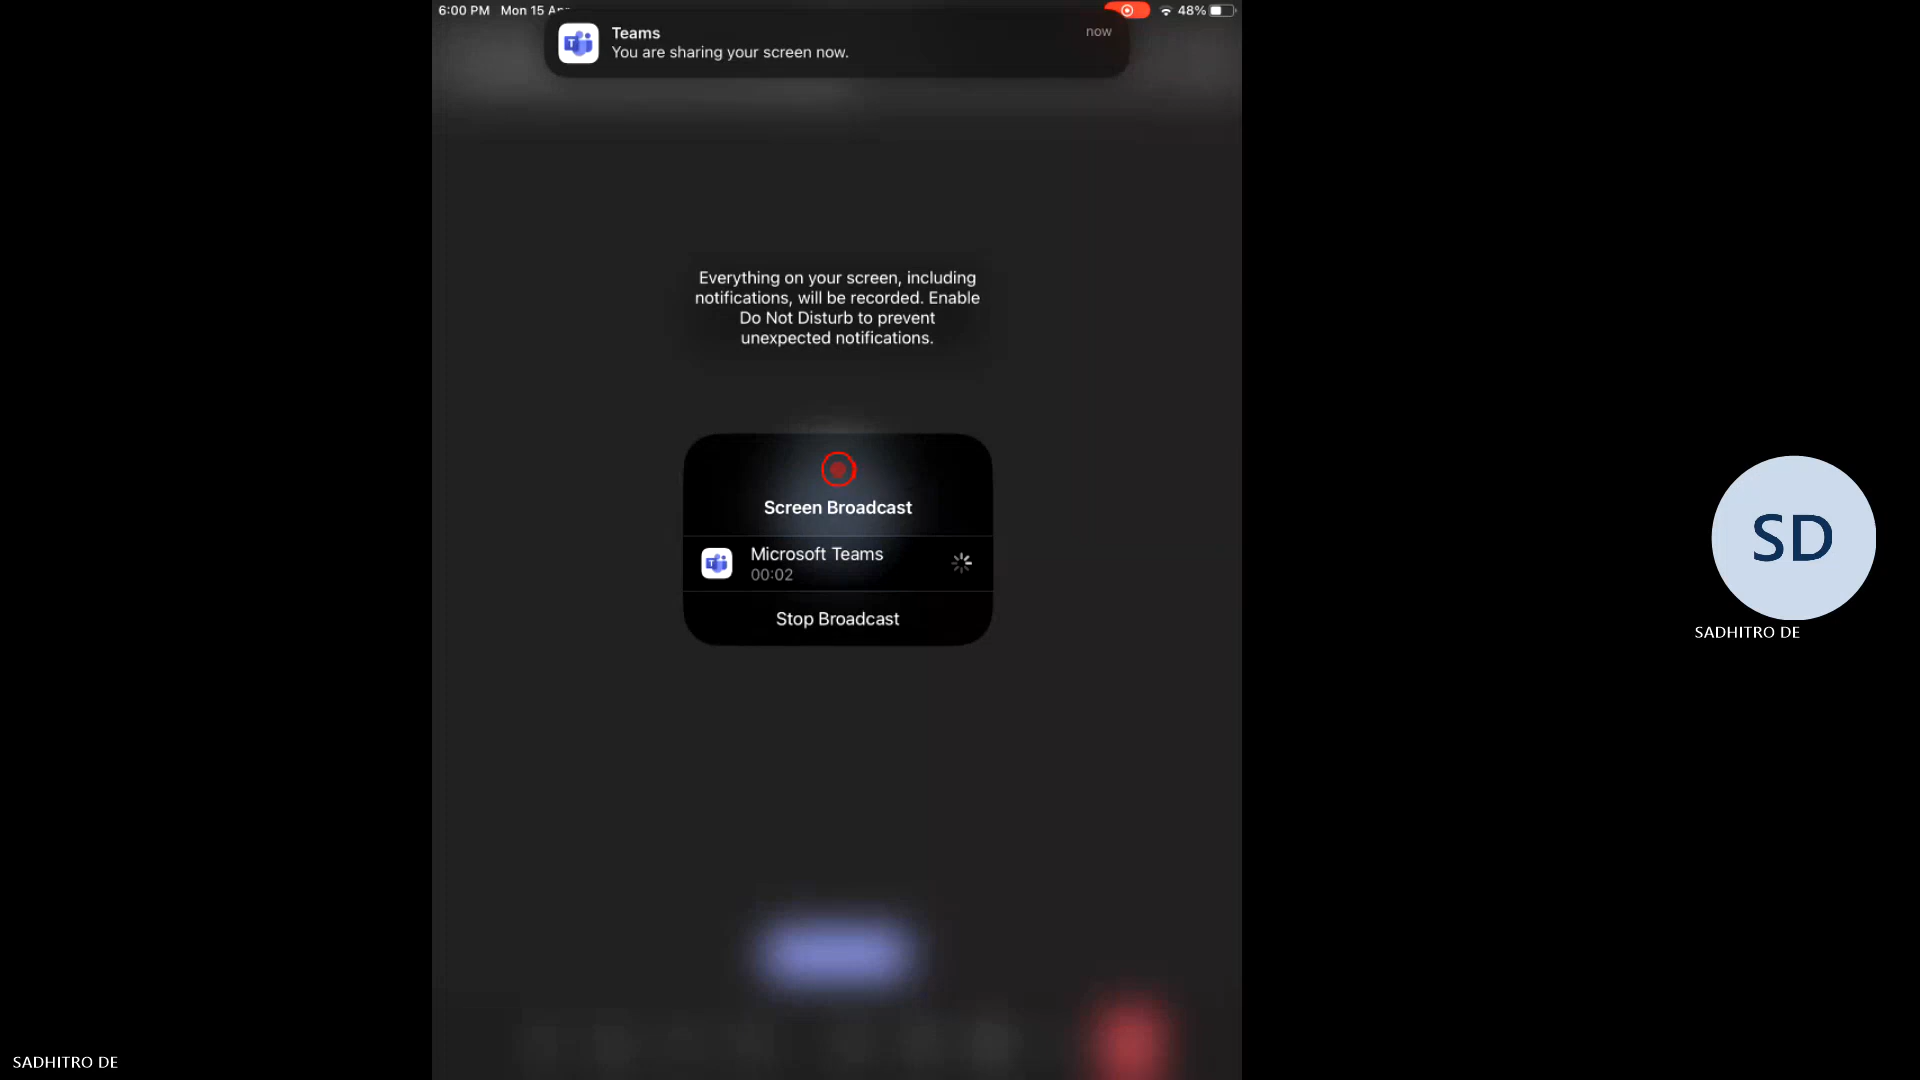 6:00 PM Mon 15 Apr
48%
Teams
now
You are sharing your screen now.
Everything on your screen, including
notifications, will be recorded. Enable
Do Not Disturb to prevent
unexpected notifications.
Screen Broadcast
Microsoft Teams
00:02
Stop Broadcast
SD
SADHITRO DE
SADHITRO DE